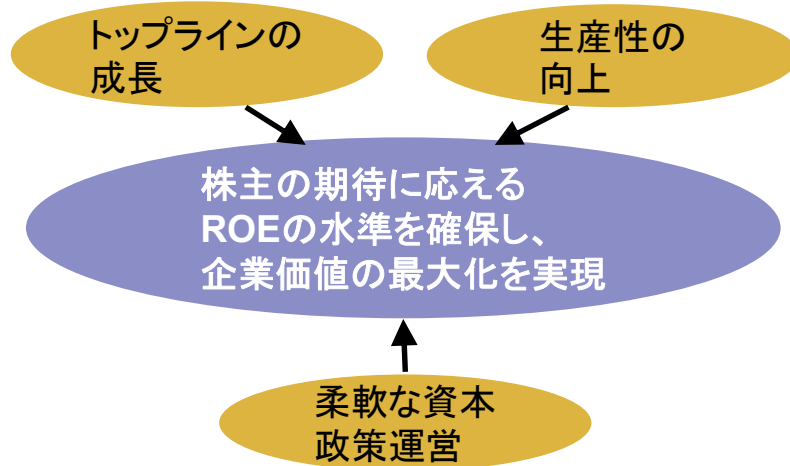 トップラインの
成長
生産性の
向上
株主の期待に応える
ROEの水準を確保し、
企業価値の最大化を実現
柔軟な資本
政策運営